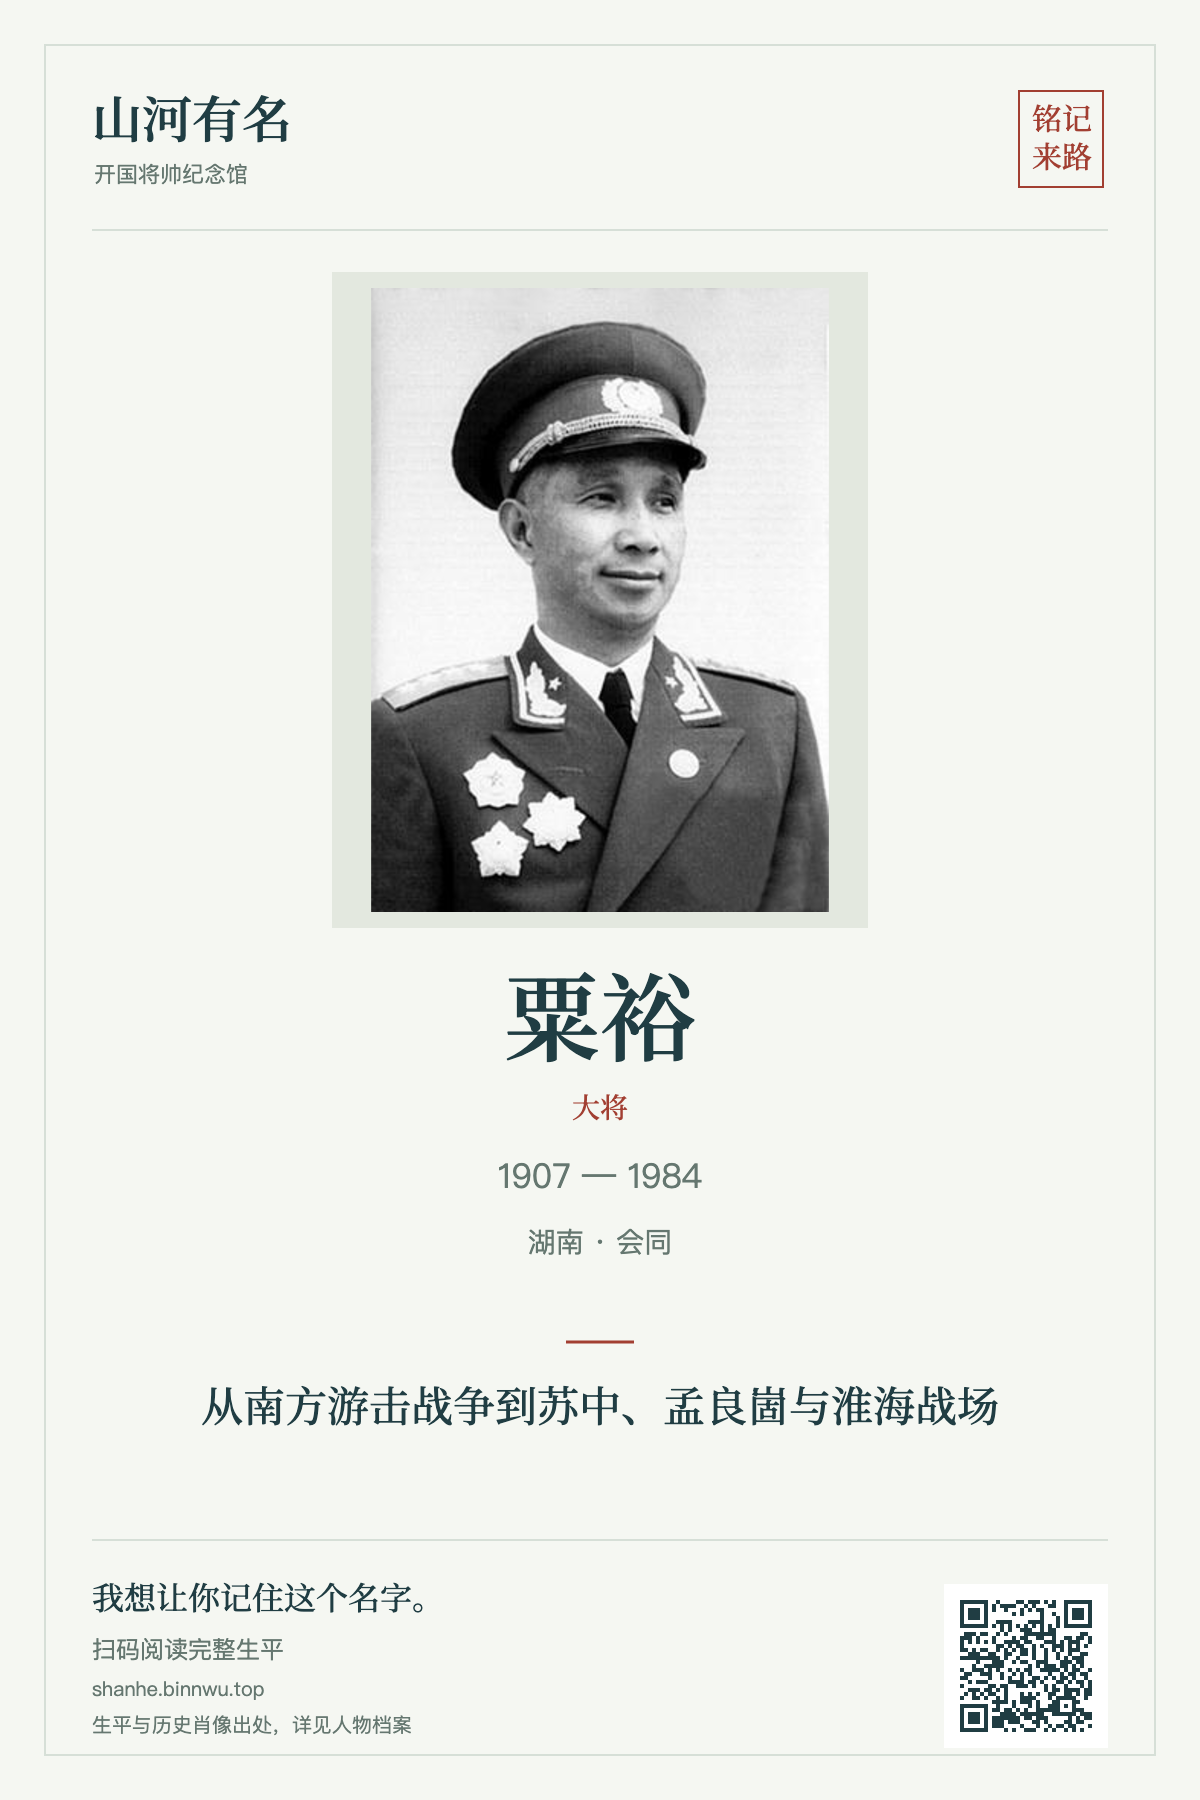 山河有名
开国将帅纪念馆
铭记
来路
粟裕
大将
1907 — 1984
湖南 · 会同
从南方游击战争到苏中、孟良崮与淮海战场
我想让你记住这个名字。
扫码阅读完整生平
shanhe.binnwu.top
生平与历史肖像出处，详见人物档案